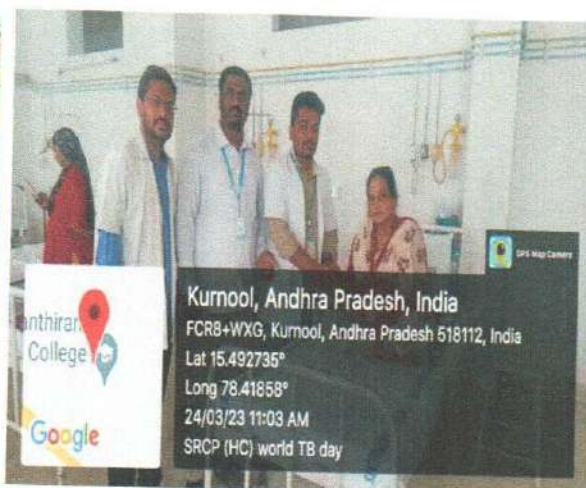 GPS Map Camera
Kurnool, Andhra Pradesh, India
FCR8+WXG, Kurnool, Andhra Pradesh 518112, India
Lat 15.492735°
Long 78.41858°
24/03/23 11:03 AM
SRCP (HC) world TB day
anthiram
College
Google